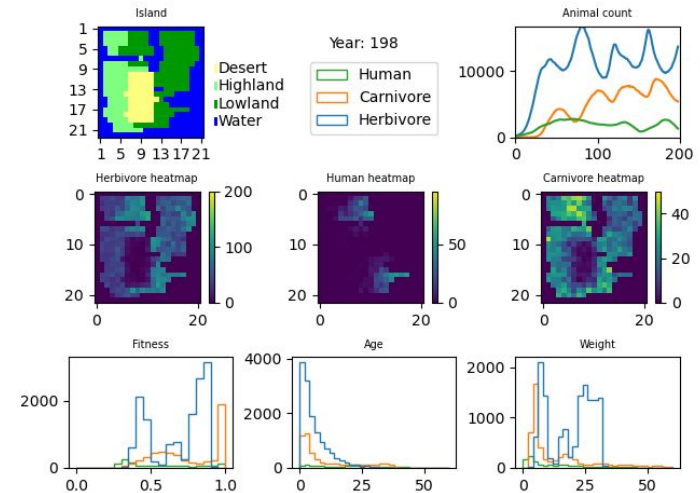 Island
1
5
9
13
17
21
1 5 9 13 17 21
Desert
Highland
Lowland
Water
Year: 198
Human
Carnivore
Herbivore
Animal count
10000
0
0 100 200
Herbivore heatmap
0
10
20
0 20
200
100
0
Human heatmap
0
10
20
0 20
50
0
Carnivore heatmap
0
10
20
0 20
40
20
0
Fitness
2000
0
0.0 0.5 1.0
Age
4000
2000
0
0 25 50
Weight
2000
1000
0
0 25 50